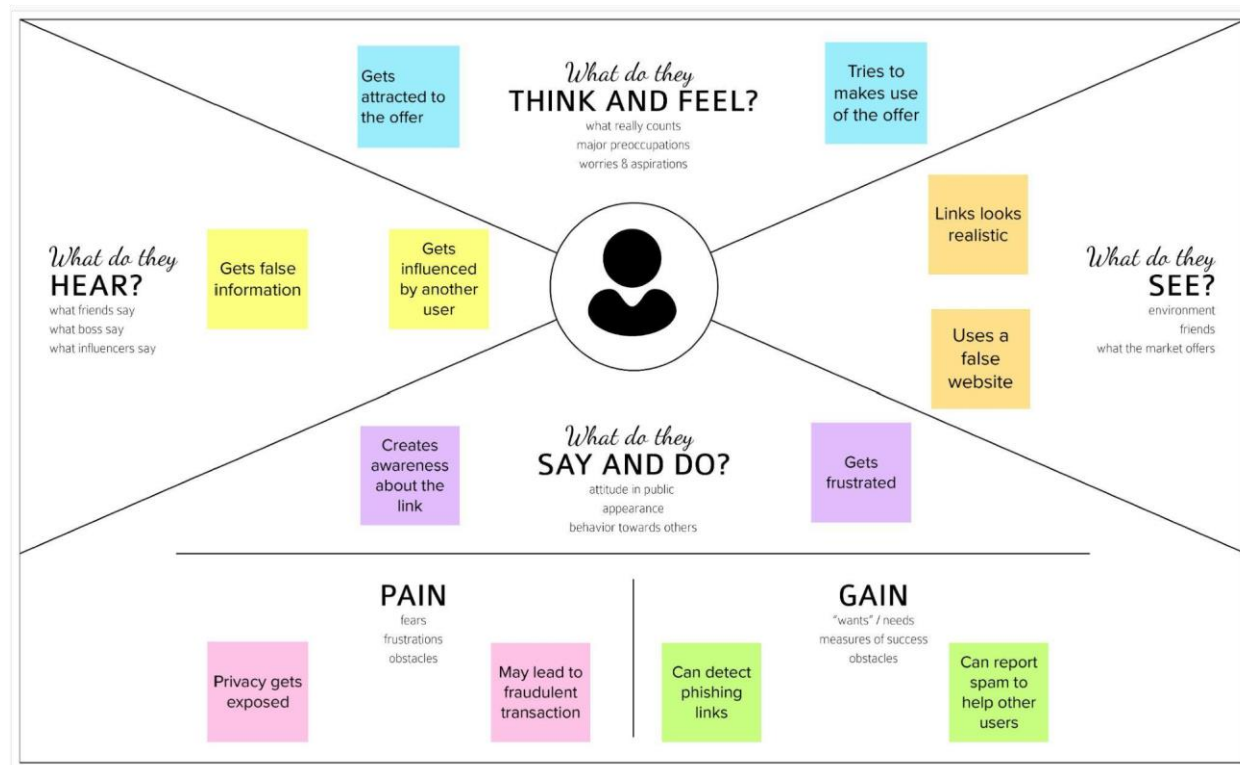 What do they
THINK AND FEEL?
what really counts
major preoccupations
worries & aspirations
Gets
attracted to
the offer
Tries to
makes use
of the offer
What do they
HEAR?
what friends say
what boss say
what influencers say
Gets false
information
Gets
influenced
by another
user
Links looks
realistic
Uses a
false
website
What do they
SEE?
environment
friends
what the market offers
Creates
awareness
about the
link
What do they
SAY AND DO?
attitude in public
appearance
behavior towards others
Gets
frustrated
PAIN
fears
frustrations
obstacles
Privacy gets
exposed
May lead to
fraudulent
transaction
GAIN
"wants" / needs
measures of success
obstacles
Can detect
phishing
links
Can report
spam to
help other
users